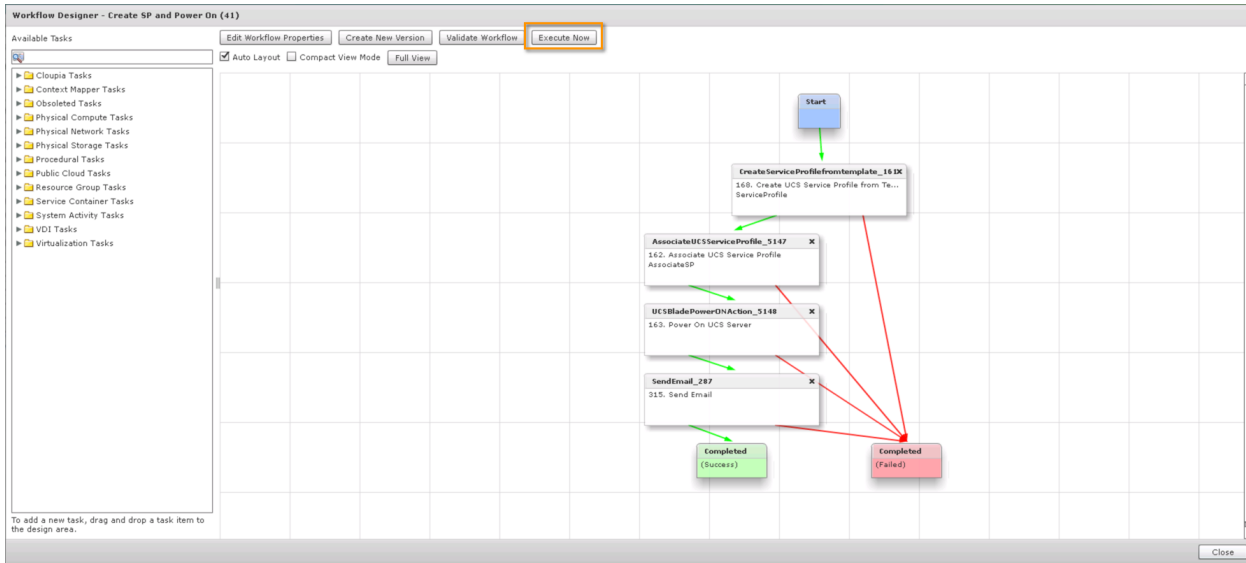 Workflow Designer - Create SP and Power On (41)
Available Tasks
Edit Workflow Properties
Create New Version
Validate Workflow
Execute Now
Auto Layout
Compact View Mode
Full View
Cloupia Tasks
Context Mapper Tasks
Obsoleted Tasks
Physical Compute Tasks
Physical Network Tasks
Physical Storage Tasks
Procedural Tasks
Public Cloud Tasks
Resource Group Tasks
Service Container Tasks
System Activity Tasks
VDI Tasks
Virtualization Tasks
To add a new task, drag and drop a task item to
the design area.
Start
CreateServiceProfilefromtemplate_161
168. Create UCS Service Profile from Te...
ServiceProfile
AssociateUCSServiceProfile_5147
162. Associate UCS Service Profile
AssociateSP
UCSBladePowerONAction_5148
163. Power On UCS Server
SendEmail_287
315. Send Email
Completed
(Success)
Completed
(Failed)
Close